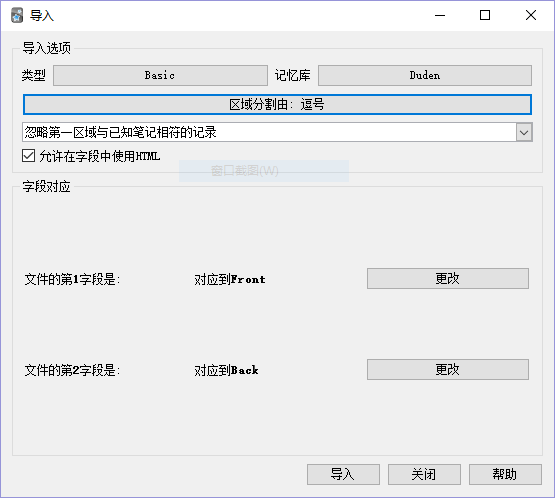 导入
导入选项
类型 Basic 记忆库 Duden
区域分割由: 逗号
忽略第一区域与已知笔记相符的记录
允许在字段中使用HTML
窗口截图(W)
字段对应
文件的第1字段是: 对应到Front 更改
文件的第2字段是: 对应到Back 更改
导入 关闭 帮助